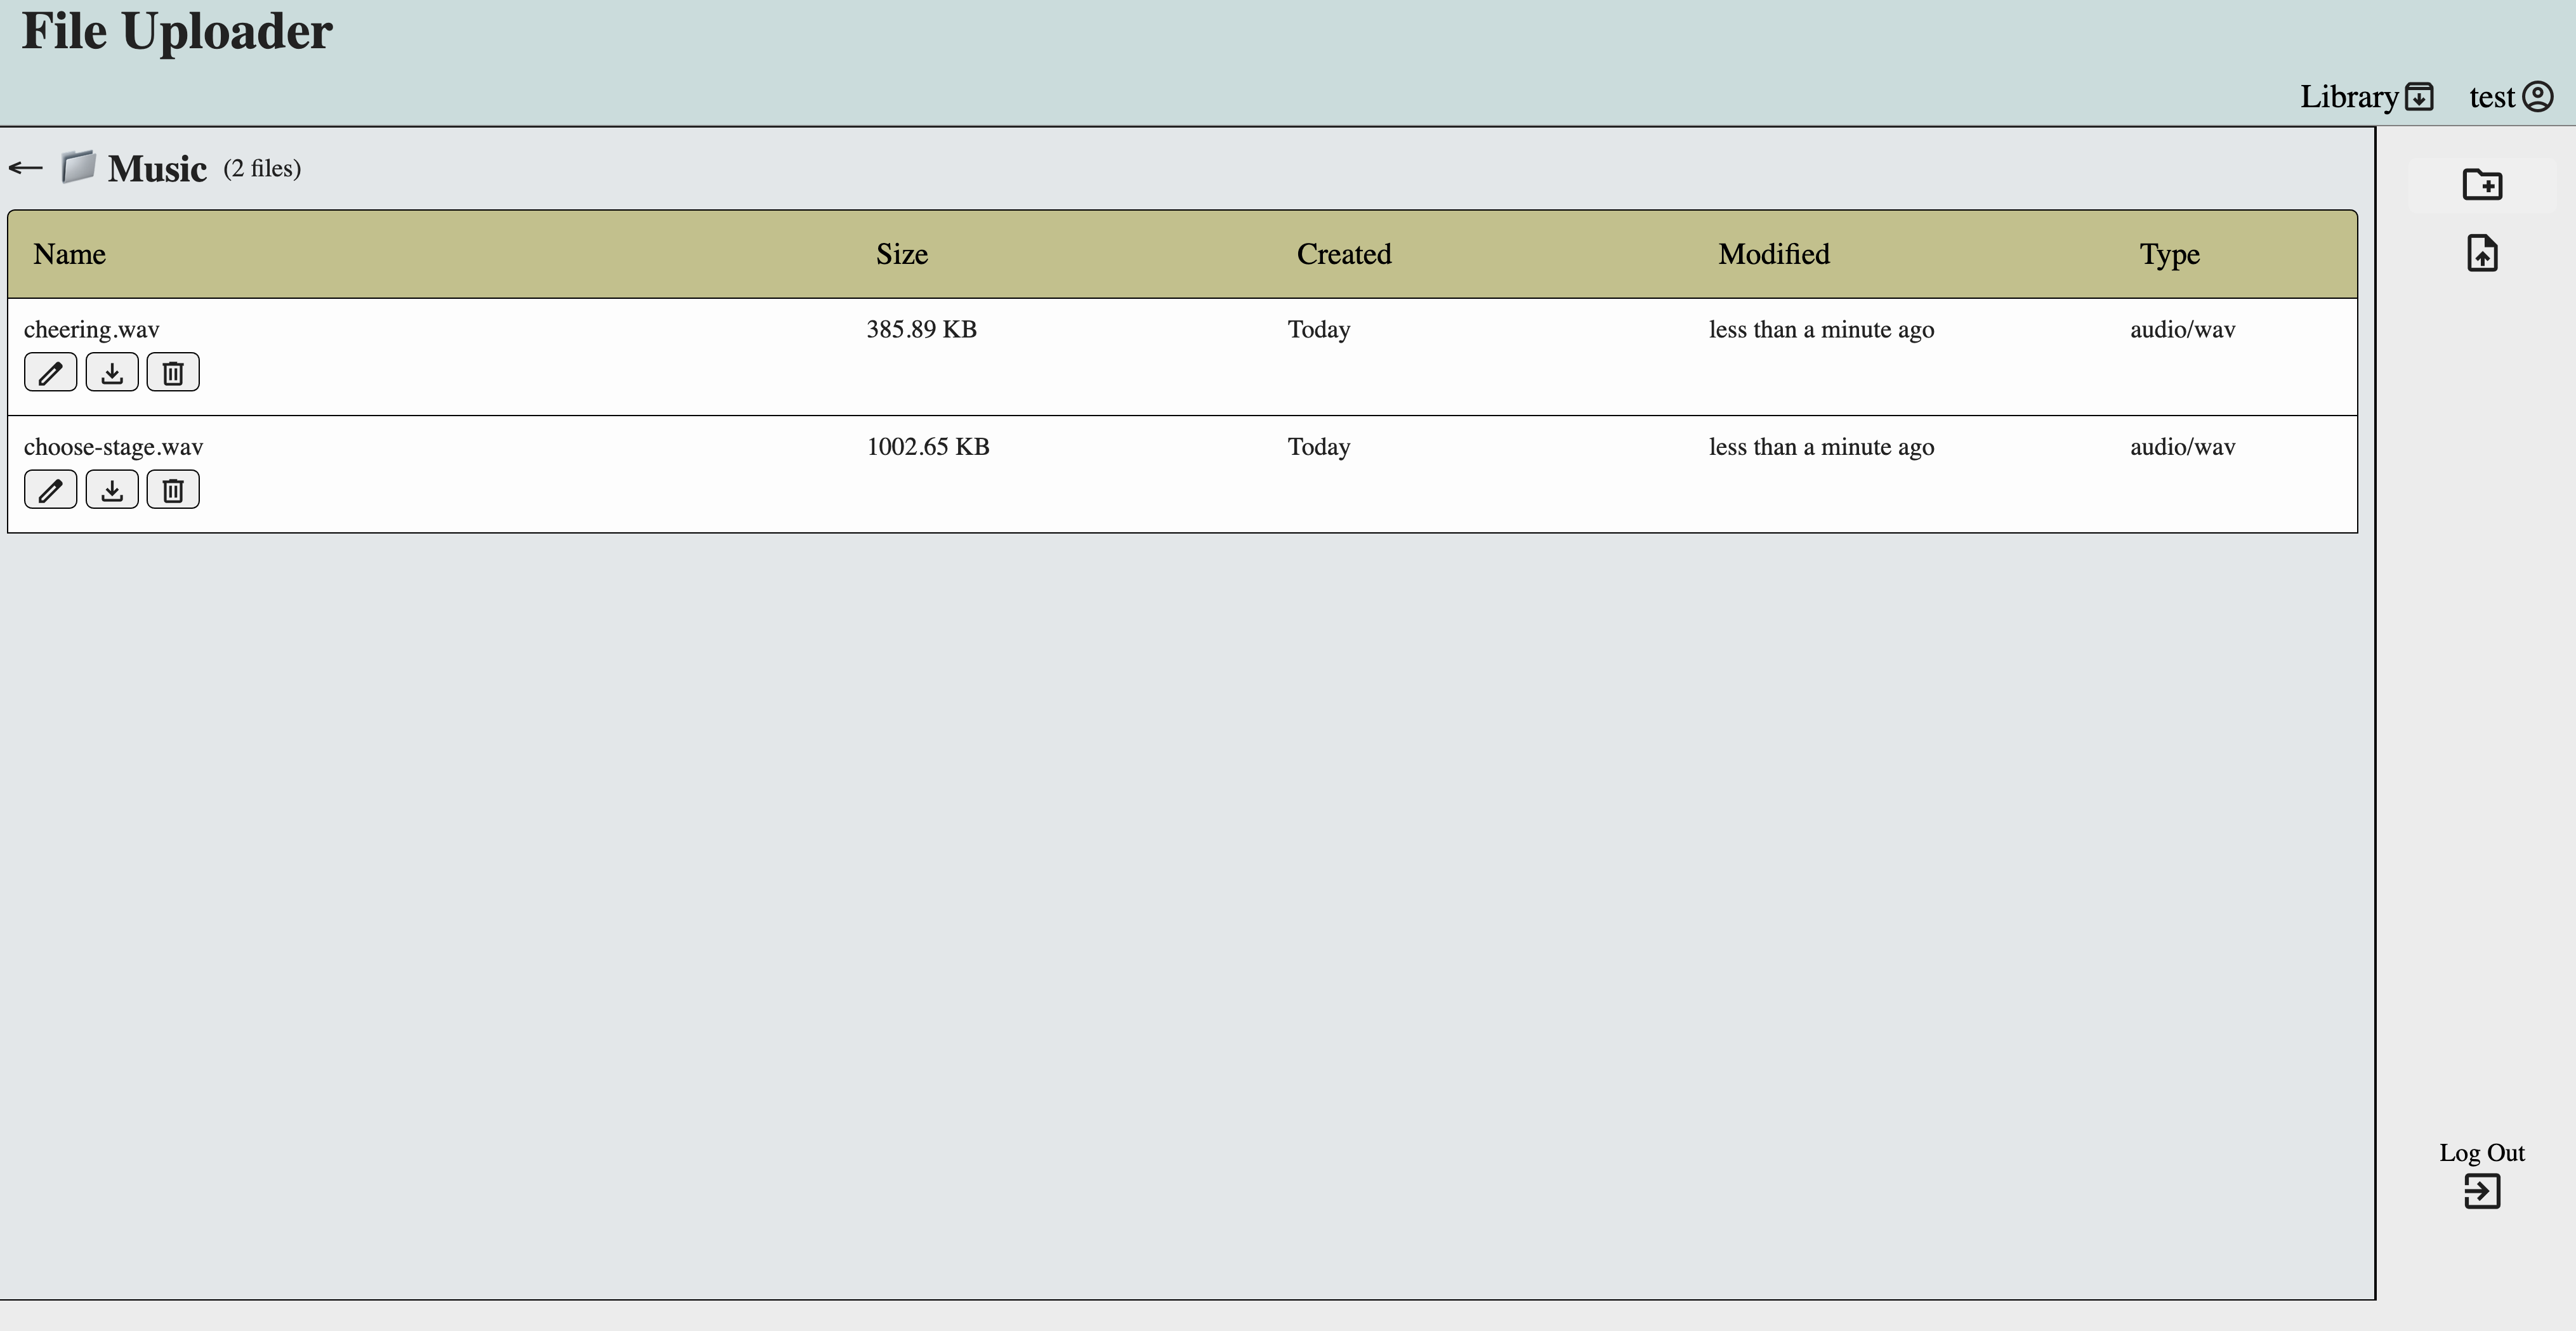 File Uploader
Library test
Music (2 files)
Name Size Created Modified Type
cheering.wav 385.89 KB Today less than a minute ago audio/wav
choose-stage.wav 1002.65 KB Today less than a minute ago audio/wav
Log Out